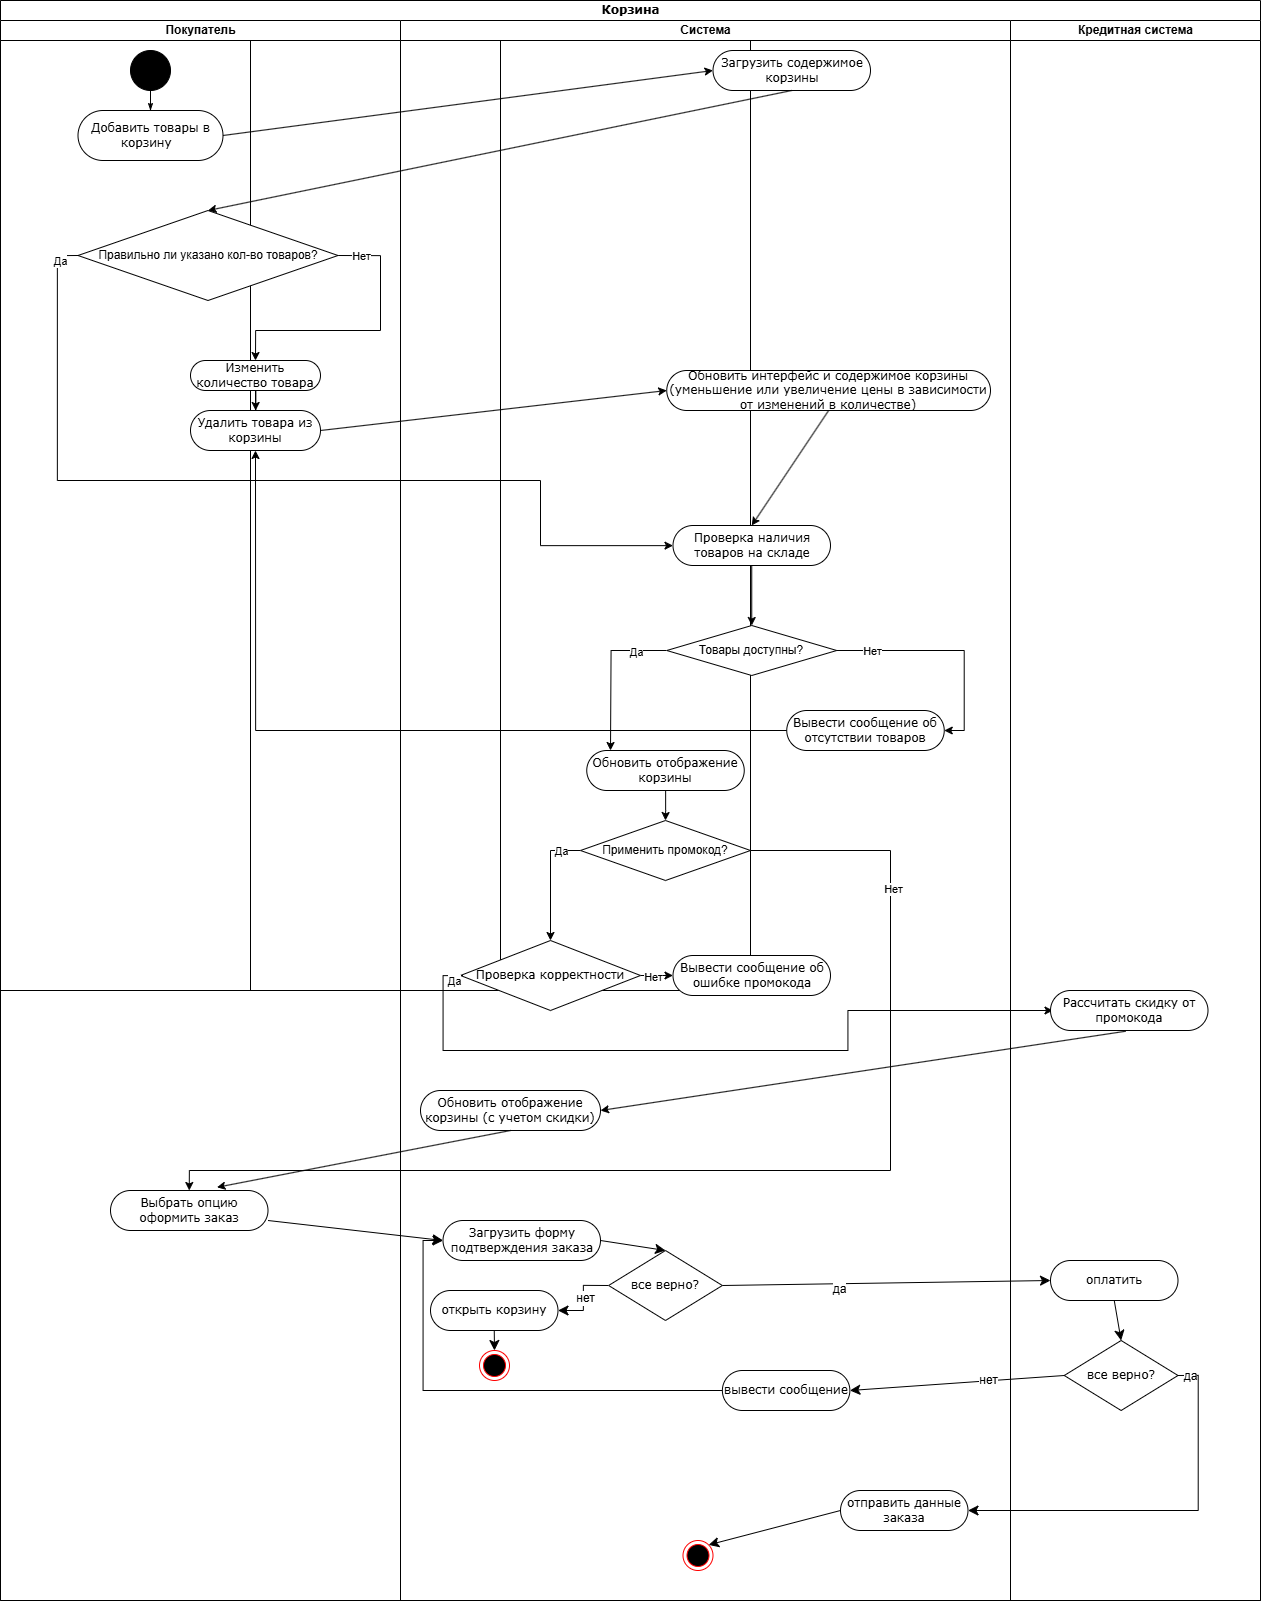 Корзина
Покупатель
Система
Кредитная система
Загрузить содержимое
корзины
Добавить товары в
корзину
Правильно ли указано кол-во товаров?
Да
Нет
Изменить
количество товара
Обновить интерфейс и содержимое корзины
(уменьшение или увеличение цены в зависимости
от изменений в количестве)
Удалить товара из
корзины
Проверка наличия
товаров на складе
Товары доступны?
Да
Нет
Вывести сообщение об
отсутствии товаров
Обновить отображение
корзины
Применить промокод?
Да
Нет
Проверка корректности
Да
Нет
Вывести сообщение об
ошибке промокода
Рассчитать скидку от
промокода
Обновить отображение
корзины (с учетом скидки)
Выбрать опцию
оформить заказ
Загрузить форму
подтверждения заказа
все верно?
нет
да
оплатить
открыть корзину
все верно?
нет
да
вывести сообщение
отправить данные
заказа